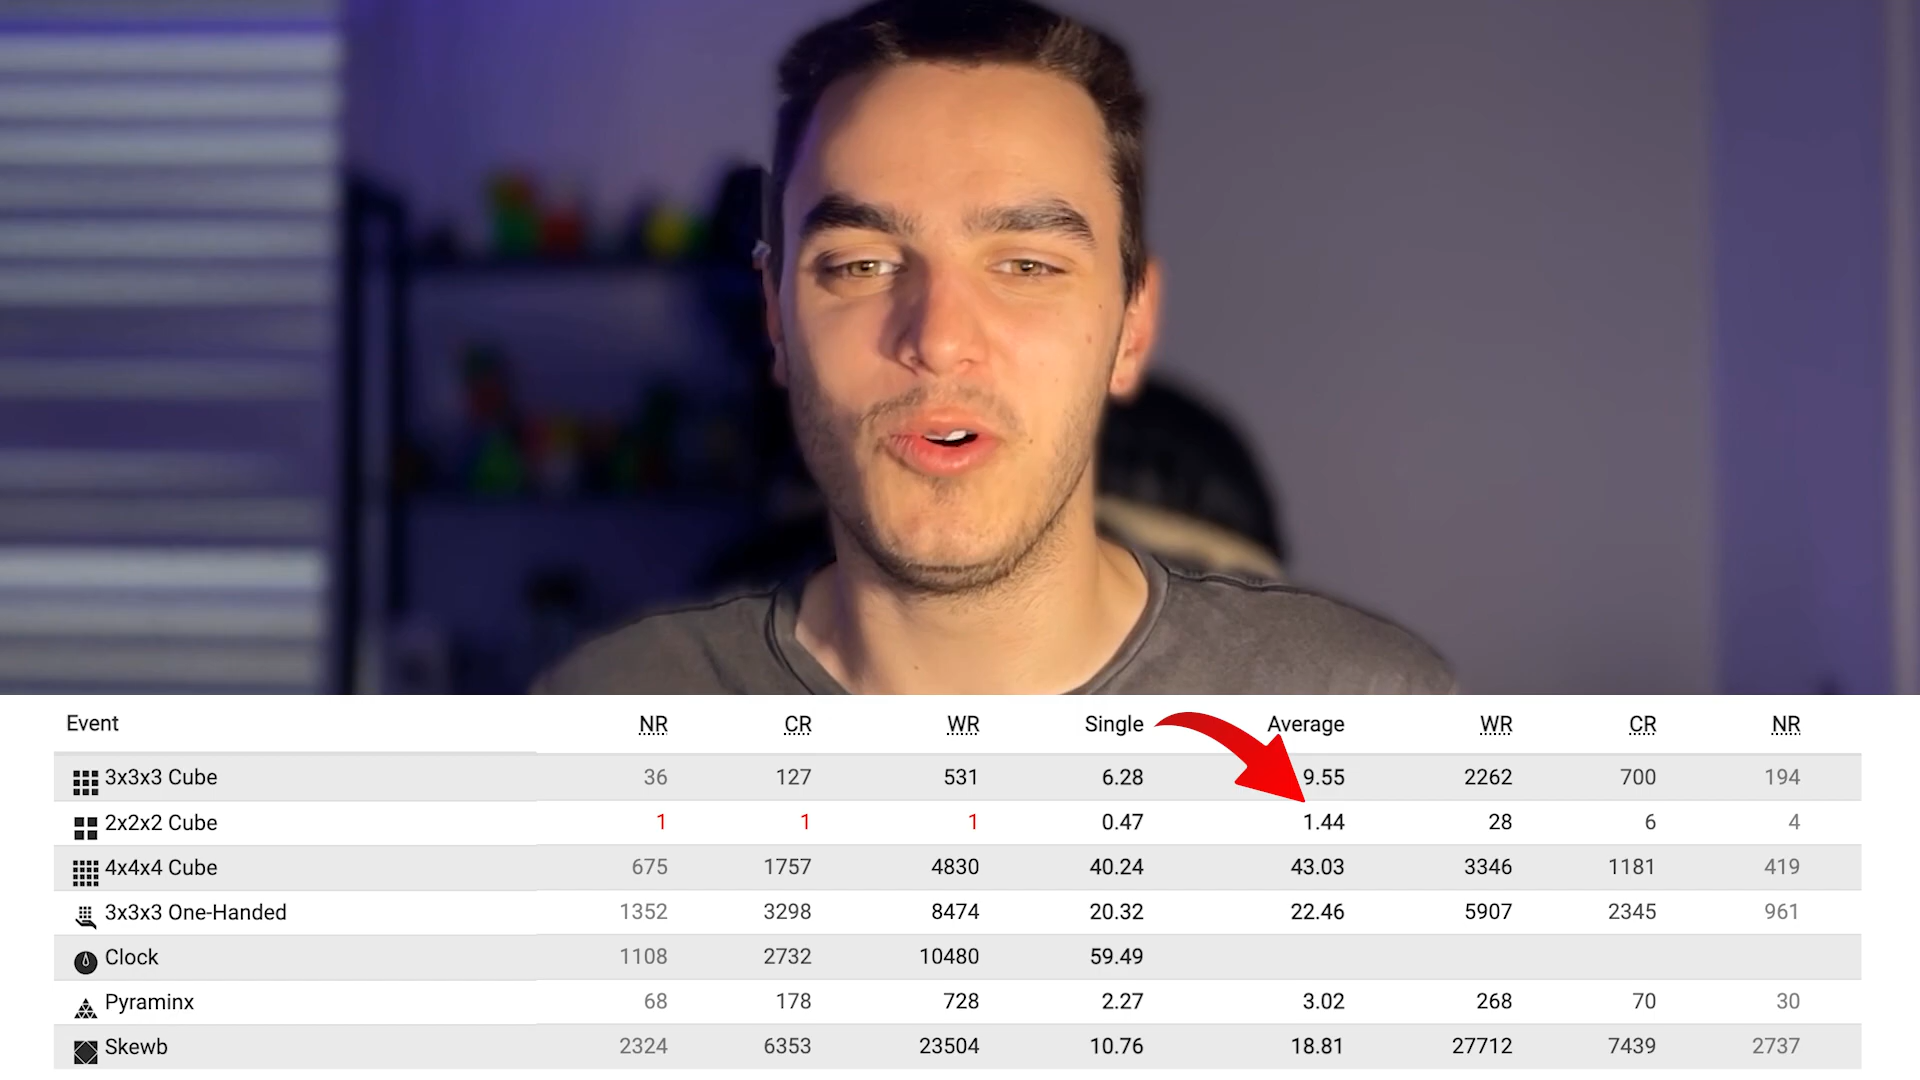 Event NR CR WR Single Average WR CR NR
3x3x3 Cube 36 127 531 6.28 9.55 2262 700 194
2x2x2 Cube 1 1 1 0.47 1.44 28 6 4
4x4x4 Cube 675 1757 4830 40.24 43.03 3346 1181 419
3x3x3 One-Handed 1352 3298 8474 20.32 22.46 5907 2345 961
Clock 1108 2732 10480 59.49
Pyraminx 68 178 728 2.27 3.02 268 70 30
Skewb 2324 6353 23504 10.76 18.81 27712 7439 2737